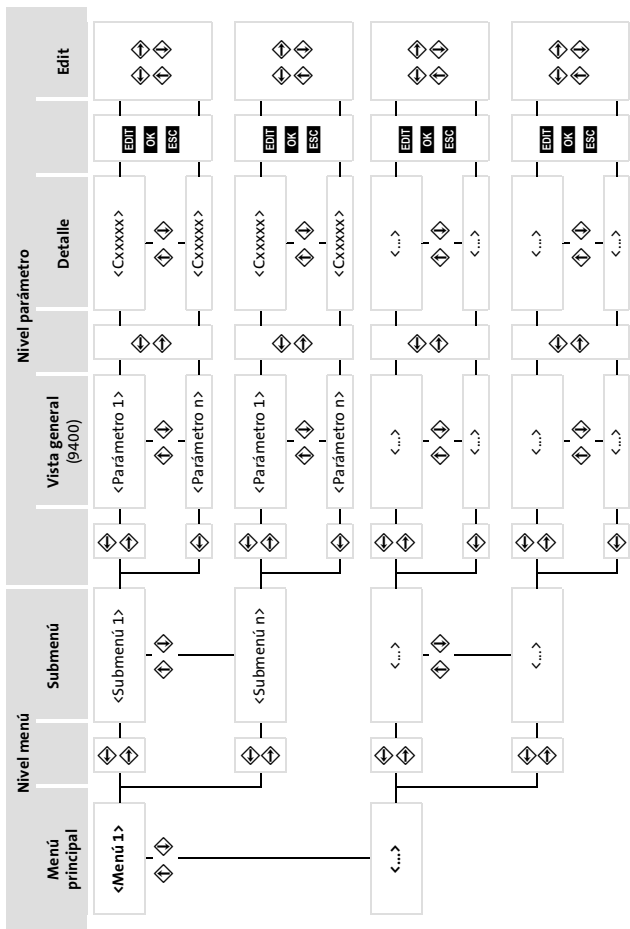 Nivel menú
Nivel parámetro
Menú
principal
Submenú
Vista general
(9400)
Detalle
Edit
<Menú 1>
<Submenú 1>
<Parámetro 1>
<Cxxxxx>
EDIT
OK
ESC
<Parámetro n>
<Cxxxxx>
<Submenú n>
<Parámetro 1>
<Cxxxxx>
EDIT
OK
ESC
<Parámetro n>
<Cxxxxx>
<...>
<...>
<...>
<...>
EDIT
OK
ESC
<...>
<...>
<...>
<...>
<...>
EDIT
OK
ESC
<...>
<...>